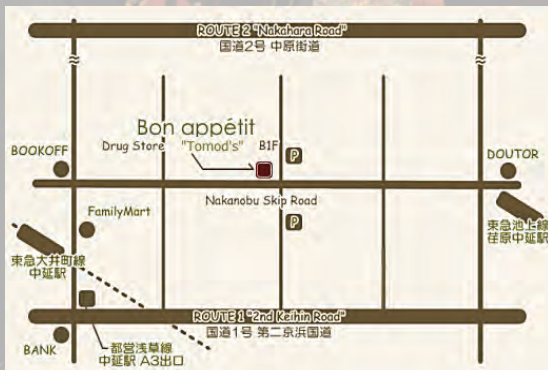 ROUTE 2 "Nakahara Road"
国道2号 中原街道
Bon appétit
Drug Store "Tomod's" B1F
P
BOOKOFF
DOUTOR
Nakanobu Skip Road
FamilyMart
P
東急池上線
荏原中延駅
東急大井町線
中延駅
ROUTE 1 "2nd Keihin Road"
国道1号 第二京浜国道
BANK
都営浅草線
中延駅 A3出口